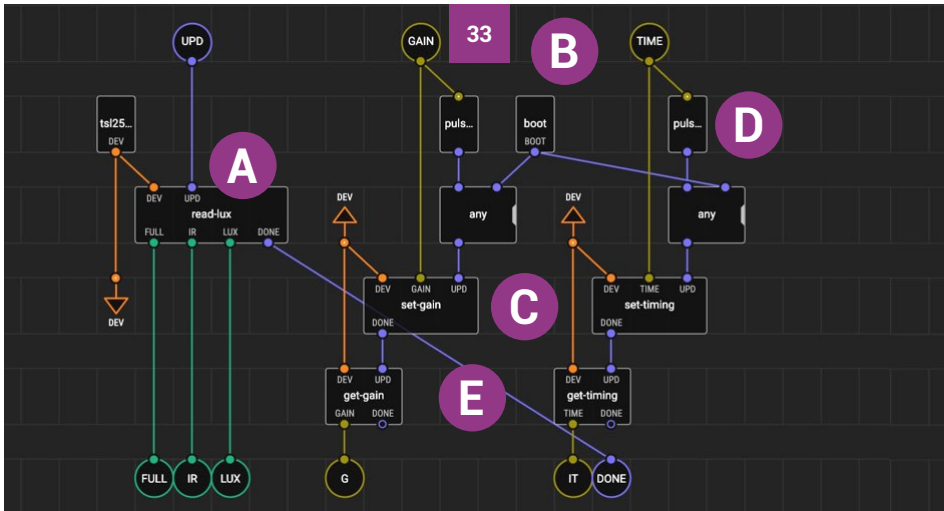 UPD
GAIN
33
TIME
B
tsl25...
DEV
puls...
boot
BOOT
puls...
D
A
DEV UPD
read-lux
FULL IR LUX DONE
DEV
any
DEV
any
DEV GAIN UPD
set-gain
DONE
C
DEV TIME UPD
set-timing
DONE
DEV
DEV UPD
get-gain
GAIN DONE
E
DEV UPD
get-timing
TIME DONE
FULL
IR
LUX
G
IT
DONE